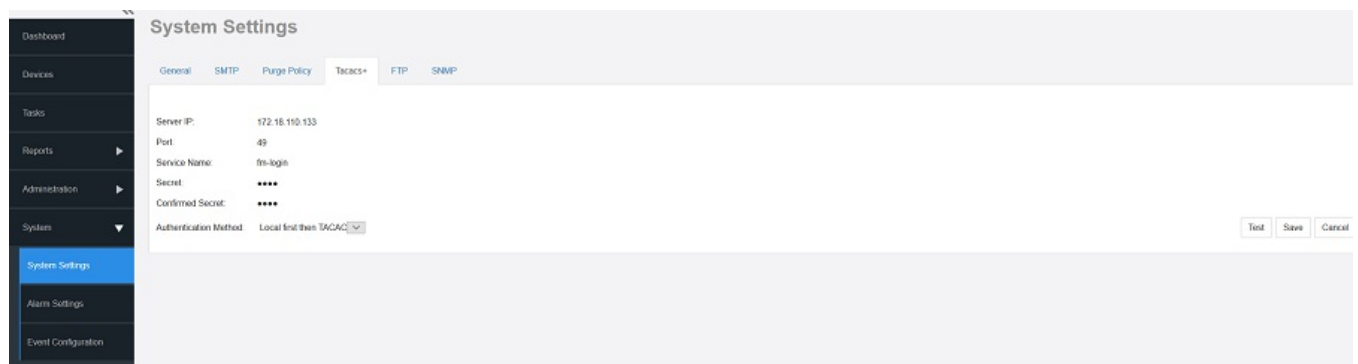 System Settings
Dashboard
General SMTP Purge Policy Tacacs+ FTP SNMP
Devices
Tasks
Server IP: 172.18.110.133
Port: 49
Reports
Service Name: fm-login
Secret: ••••
Administration
Confirmed Secret: ••••
System
Authentication Method Local first then TACAC
Test Save Cancel
System Settings
Alarm Settings
Event Configuration